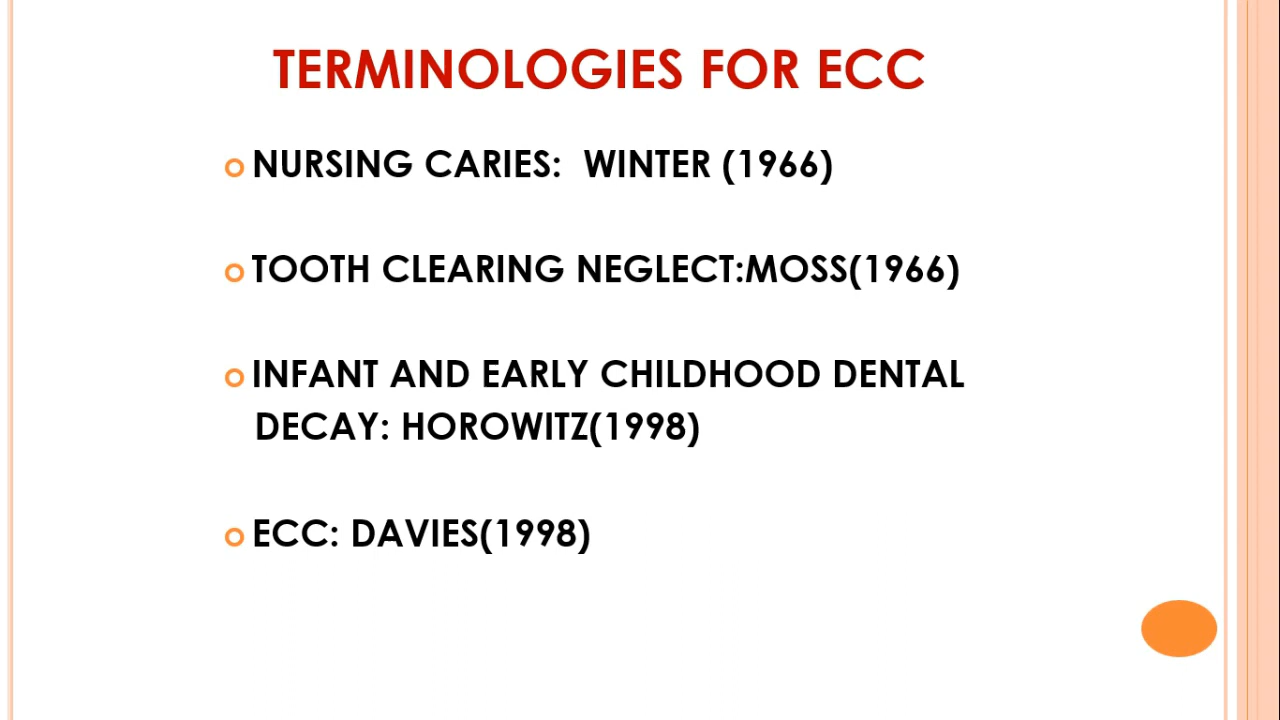 TERMINOLOGIES FOR ECC
NURSING CARIES:  WINTER (1966)
TOOTH CLEARING NEGLECT:MOSS(1966)
INFANT AND EARLY CHILDHOOD DENTAL
DECAY: HOROWITZ(1998)
ECC: DAVIES(1998)